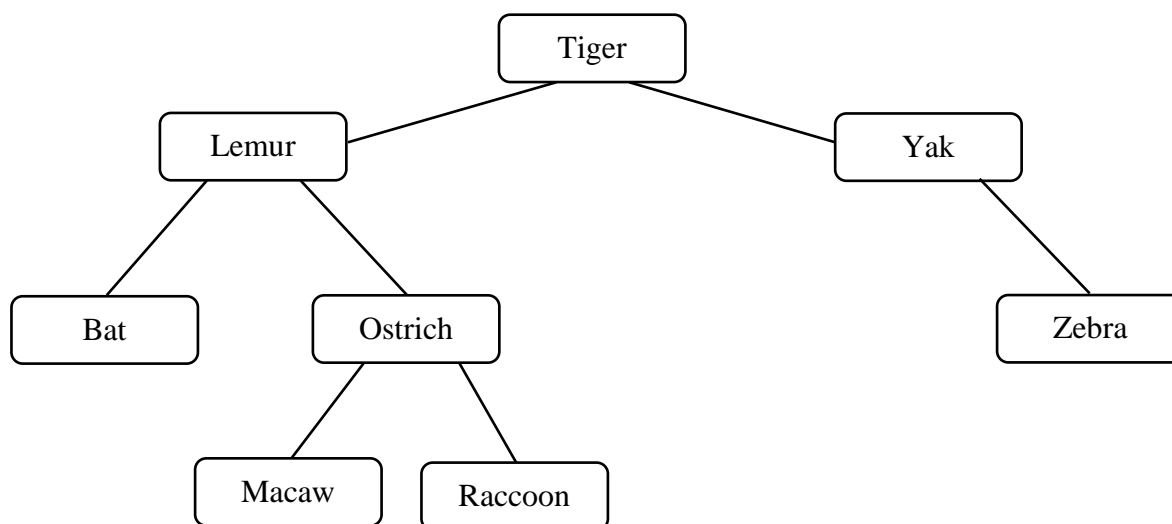 Tiger
Lemur
Yak
Bat
Ostrich
Zebra
Macaw
Raccoon